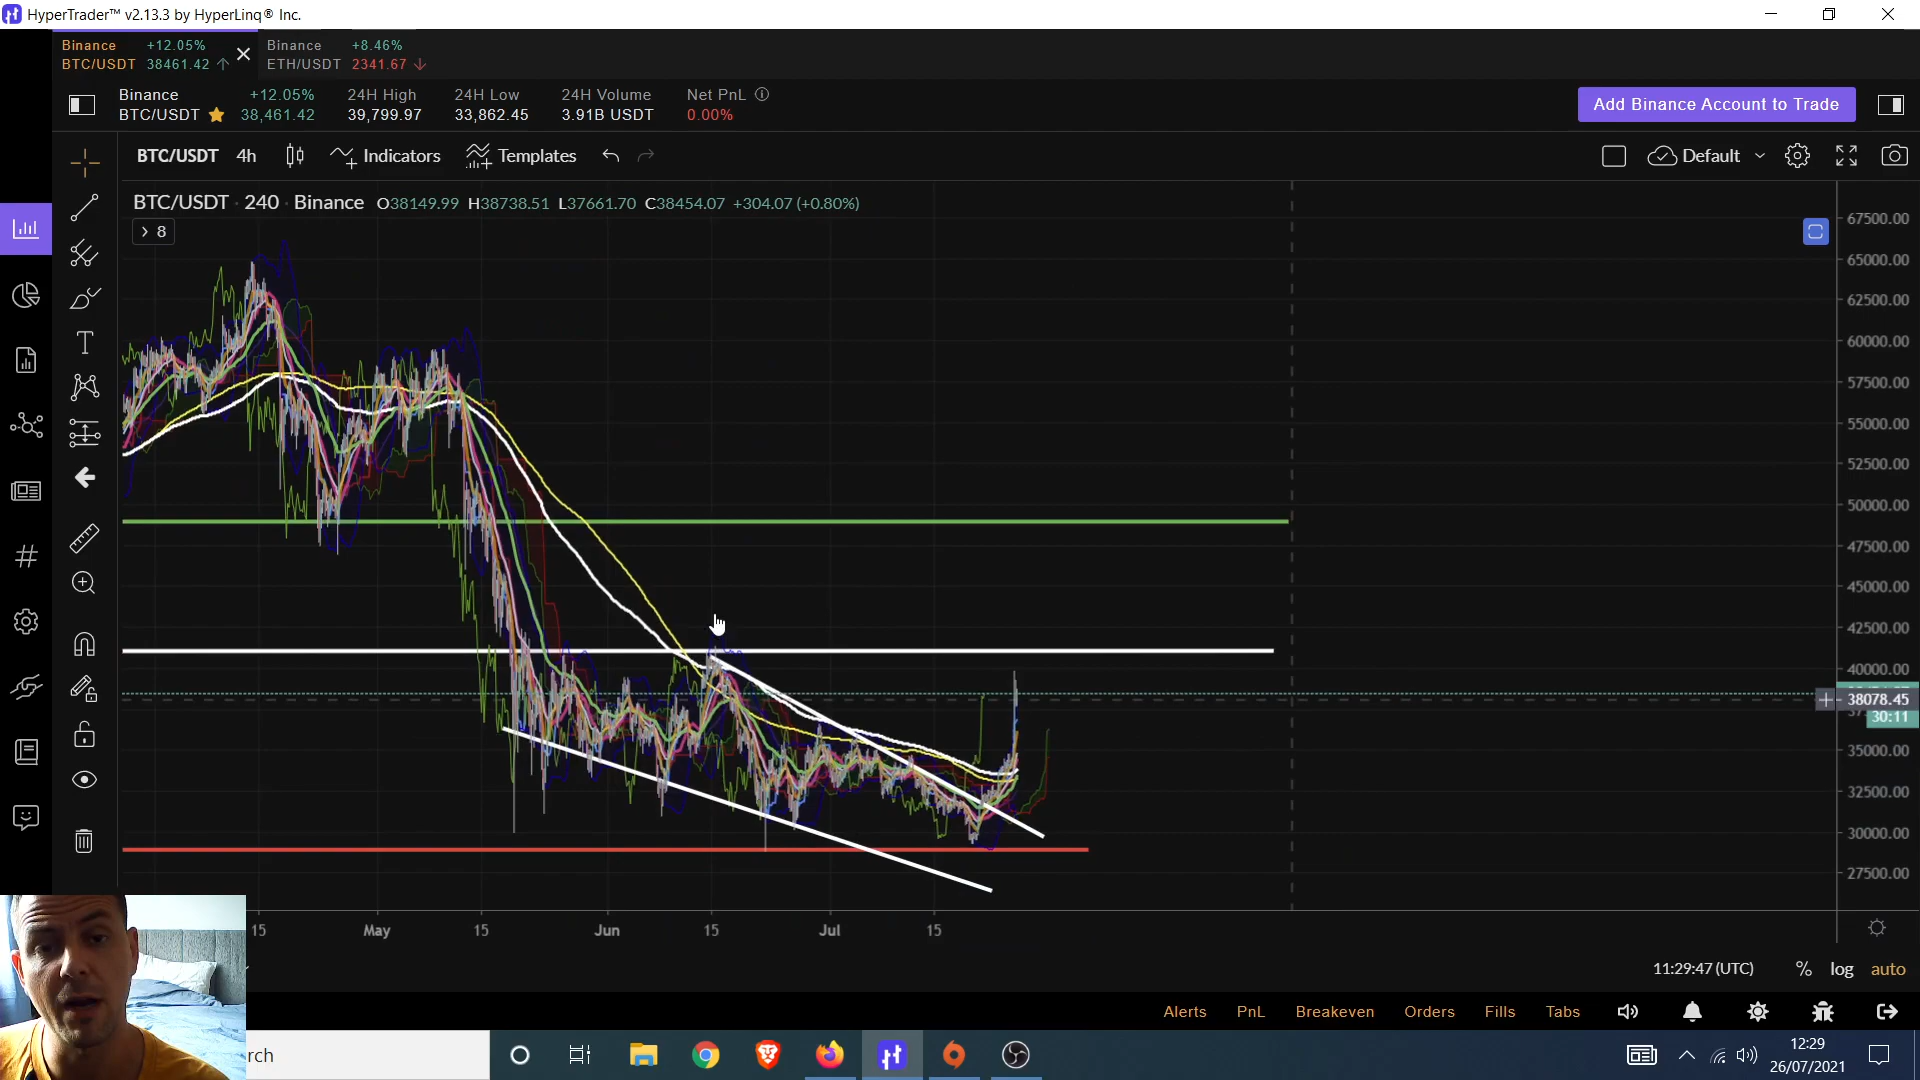 HyperTrader™ v2.13.3 by HyperLinq® Inc.
Binance +12.05%
BTC/USDT 38461.42
Binance +8.46%
ETH/USDT 2341.67
Binance +12.05% 24H High 24H Low 24H Volume Net PnL
BTC/USDT 38,461.42 39,799.97 33,862.45 3.91B USDT 0.00%
Add Binance Account to Trade
BTC/USDT 4h Indicators Templates Default
BTC/USDT · 240 · Binance O38149.99 H38738.51 L37661.70 C38454.07 +304.07 (+0.80%)
8
67500.00
65000.00
62500.00
60000.00
57500.00
55000.00
52500.00
50000.00
47500.00
45000.00
42500.00
40000.00
38078.45
30:11
35000.00
32500.00
30000.00
27500.00
15 May 15 Jun 15 Jul 15
11:29:47 (UTC) % log auto
Alerts PnL Breakeven Orders Fills Tabs
rch
12:29
26/07/2021